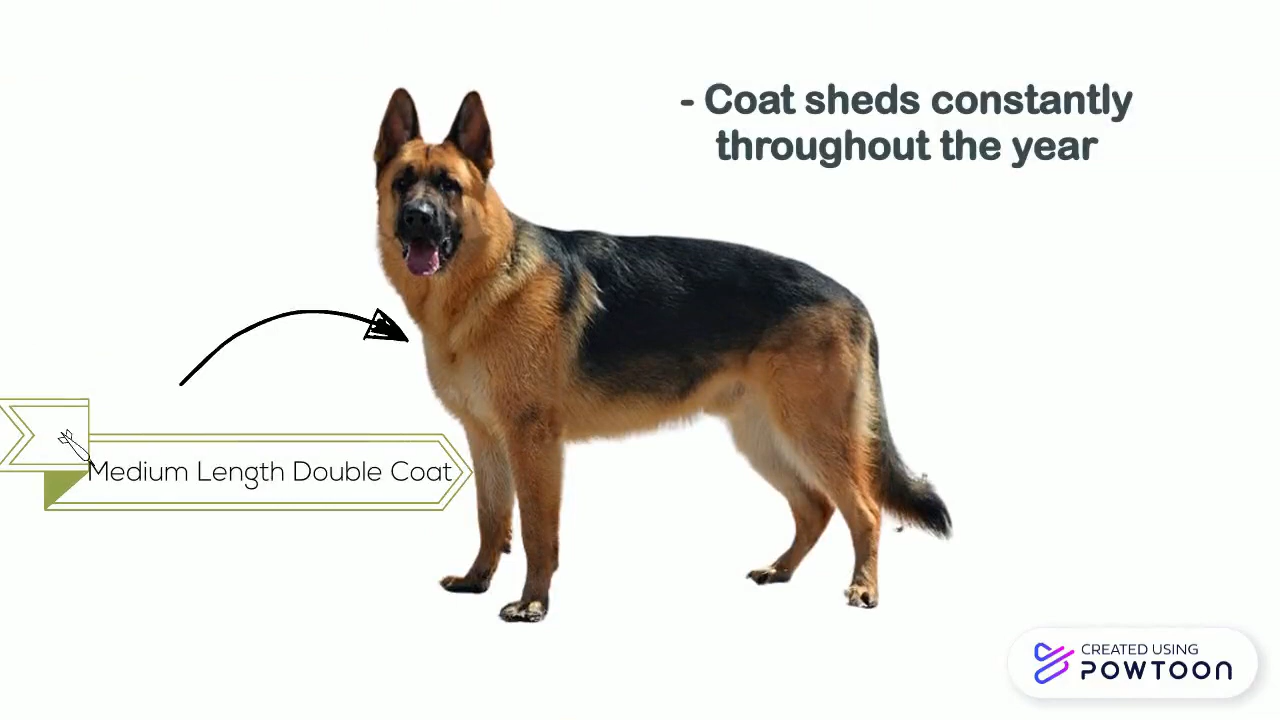 - Coat sheds constantly
throughout the year
Medium Length Double Coat
CREATED USING
POWTOON